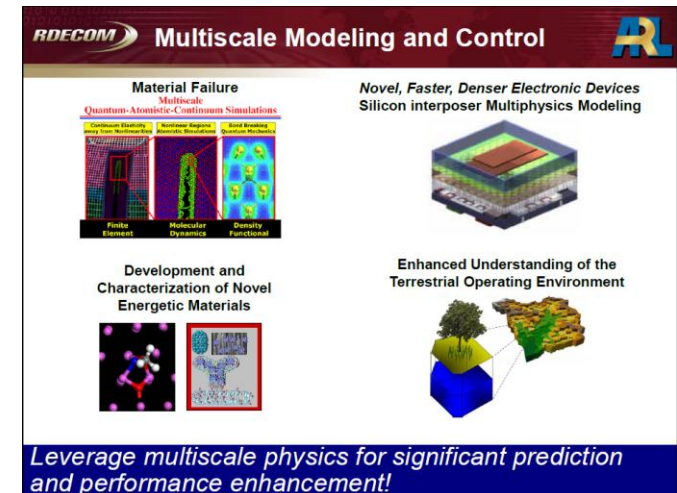 RDECOM
Multiscale Modeling and Control
ARL
Material Failure
Multiscale
Quantum-Atomistic-Continuum Simulations
Continuum Elasticity
away from Nonlinearities
Nonlinear Regions
Atomistic Simulations
Bond Breaking
Quantum Mechanics
Finite
Element
Molecular
Dynamics
Density
Functional
Novel, Faster, Denser Electronic Devices
Silicon interposer Multiphysics Modeling
Development and
Characterization of Novel
Energetic Materials
Enhanced Understanding of the
Terrestrial Operating Environment
Leverage multiscale physics for significant prediction
and performance enhancement!